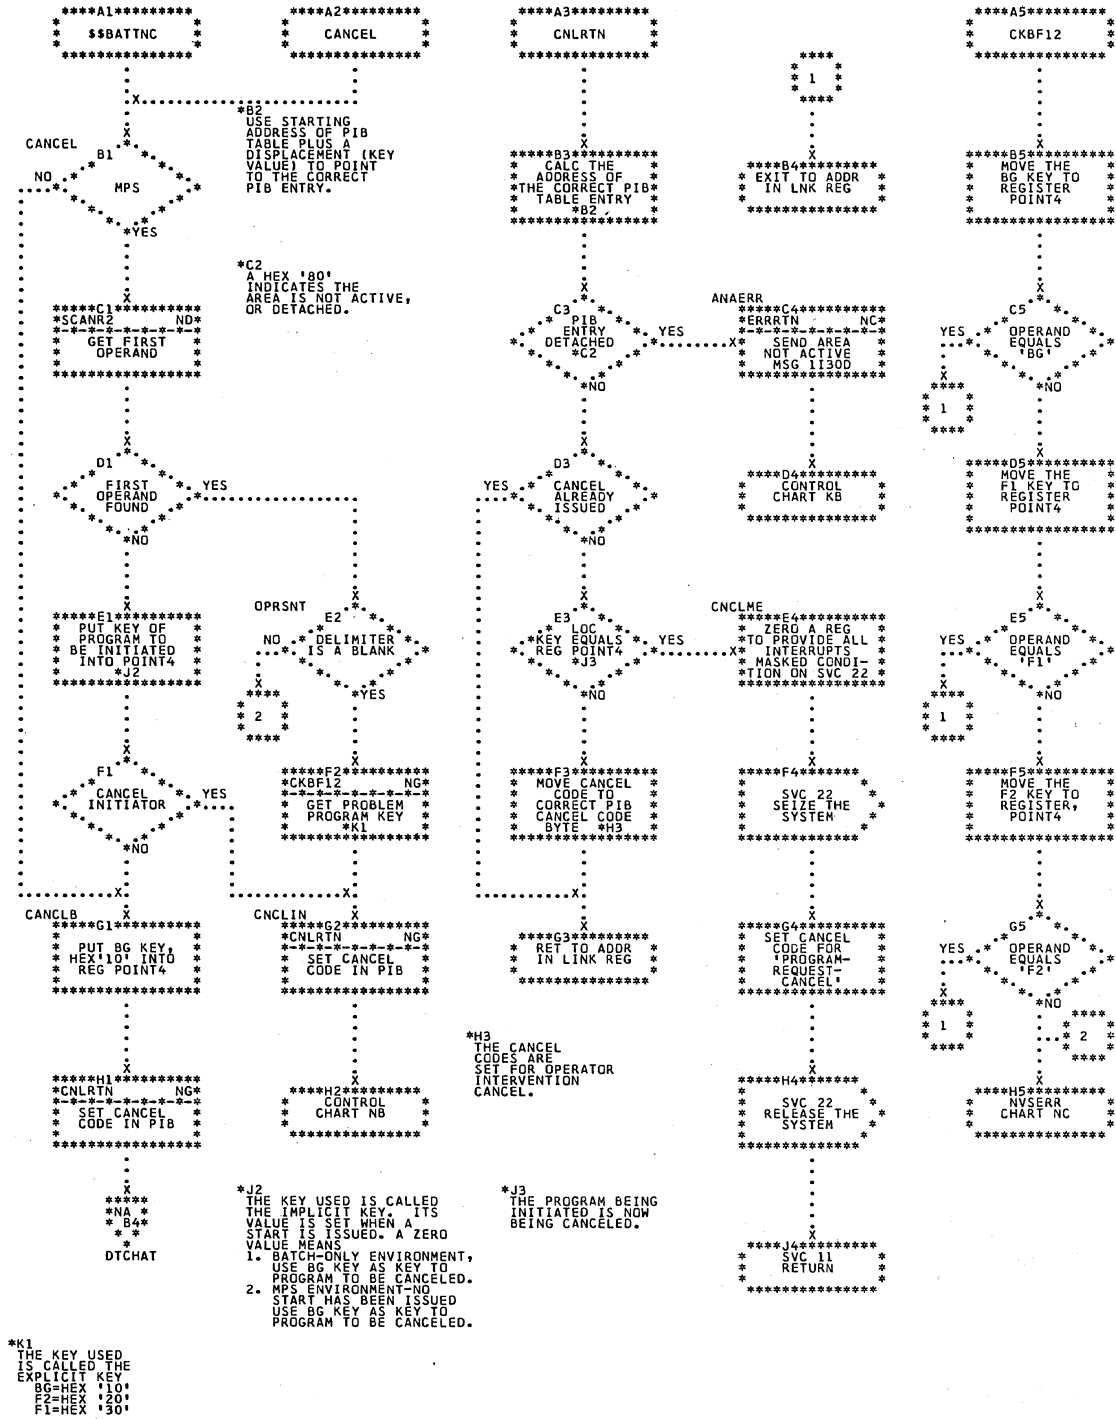 ****A1*********
$$BATTNC
****A2*********
CANCEL
****A3*********
CNLRTN
****A5*********
CKBF12
1
*B2
USE STARTING
ADDRESS OF PIB
TABLE PLUS A
DISPLACEMENT (KEY
VALUE) TO POINT
TO THE CORRECT
PIB ENTRY.
CANCEL
B1
MPS
NO
*YES
*****B3**********
CALC THE
ADDRESS OF
*THE CORRECT PIB*
TABLE ENTRY
*B2
****B4*********
EXIT TO ADDR
IN LNK REG
*****B5**********
MOVE THE
BG KEY TO
REGISTER
POINT4
*C2
A HEX '80'
INDICATES THE
AREA IS NOT ACTIVE,
OR DETACHED.
*****C1**********
*SCANR2 ND*
*-*-*-*-*-*-*-*-*
GET FIRST
OPERAND
C3
PIB
ENTRY
DETACHED
*C2
YES
*NO
ANAERR
*****C4**********
*ERRRTN NC*
*-*-*-*-*-*-*-*-*
SEND AREA
NOT ACTIVE
MSG 1I30D
C5
OPERAND
EQUALS
'BG'
YES
*NO
1
D1
FIRST
OPERAND
FOUND
YES
*NO
D3
CANCEL
ALREADY
ISSUED
YES
*NO
****D4*********
CONTROL
CHART KB
*****D5**********
MOVE THE
F1 KEY TO
REGISTER
POINT4
*****E1**********
PUT KEY OF
PROGRAM TO
BE INITIATED
INTO POINT4
*J2
OPRSNT
E2
DELIMITER
IS A BLANK
NO
*YES
2
E3
LOC
KEY EQUALS
REG POINT4
*J3
YES
*NO
CNCLME
*****E4**********
ZERO A REG
*TO PROVIDE ALL
INTERRUPTS
MASKED CONDI-
*TION ON SVC 22
E5
OPERAND
EQUALS
'F1'
YES
*NO
1
F1
CANCEL
INITIATOR
YES
*NO
*****F2**********
*CKBF12 NG*
*-*-*-*-*-*-*-*-*
GET PROBLEM
PROGRAM KEY
*K1
*****F3**********
MOVE CANCEL
CODE TO
CORRECT PIB
CANCEL CODE
BYTE *H3
*****F4*******
SVC 22
SEIZE THE
SYSTEM
*****F5**********
MOVE THE
F2 KEY TO
REGISTER,
POINT4
CANCLB
*****G1**********
PUT BG KEY,
HEX'10' INTO
REG POINT4
CNCLIN
*****G2**********
*CNLRTN NG*
*-*-*-*-*-*-*-*-*
SET CANCEL
CODE IN PIB
****G3*********
RET TO ADDR
IN LINK REG
*****G4**********
SET CANCEL
CODE FOR
'PROGRAM-
REQUEST-
CANCEL'
G5
OPERAND
EQUALS
'F2'
YES
*NO
1
2
*H3
THE CANCEL
CODES ARE
SET FOR OPERATOR
INTERVENTION
CANCEL.
*****H1**********
*CNLRTN NG*
*-*-*-*-*-*-*-*-*
SET CANCEL
CODE IN PIB
****H2*********
CONTROL
CHART NB
*****H4*******
SVC 22
RELEASE THE
SYSTEM
****H5*********
NVSERR
CHART NC
*NA *
* B4*
DTCHAT
*J2
THE KEY USED IS CALLED
THE IMPLICIT KEY. ITS
VALUE IS SET WHEN A
START IS ISSUED. A ZERO
VALUE MEANS
1. BATCH-ONLY ENVIRONMENT,
USE BG KEY AS KEY TO
PROGRAM TO BE CANCELED.
2. MPS ENVIRONMENT-NO
START HAS BEEN ISSUED
USE BG KEY AS KEY TO
PROGRAM TO BE CANCELED.
*J3
THE PROGRAM BEING
INITIATED IS NOW
BEING CANCELED.
****J4*********
SVC 11
RETURN
*K1
THE KEY USED
IS CALLED THE
EXPLICIT KEY
BG=HEX '10'
F2=HEX '20'
F1=HEX '30'